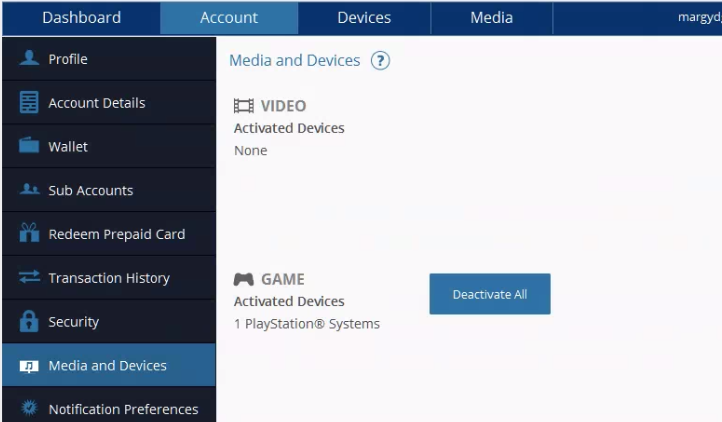 Dashboard
Account
Devices
Media
Profile
Account Details
Wallet
Sub Accounts
Redeem Prepaid Card
Transaction History
Security
Media and Devices
Notification Preferences
Media and Devices ?
VIDEO
Activated Devices
None
GAME
Activated Devices
1 PlayStation® Systems
Deactivate All